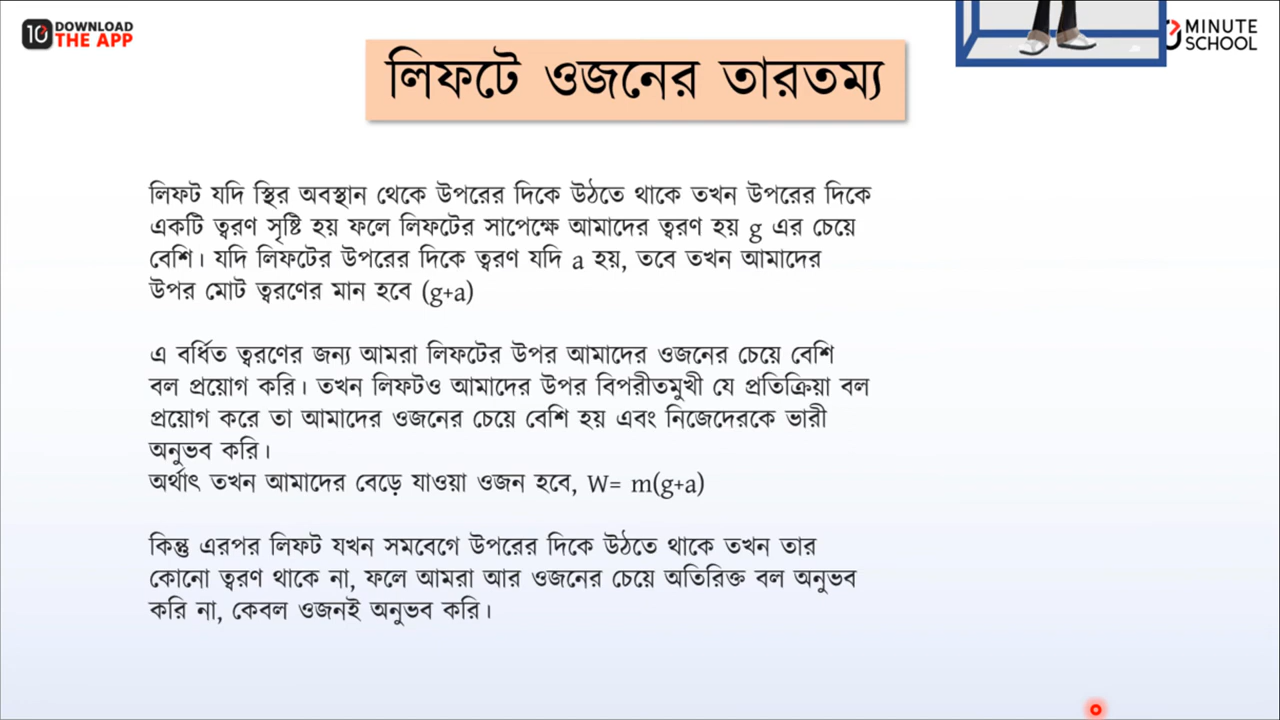 10 DOWNLOAD
THE APP
MINUTE
SCHOOL
লিফটে ওজনের তারতম্য
লিফট যদি স্থির অবস্থান থেকে উপরের দিকে উঠতে থাকে তখন উপরের দিকে
একটি ত্বরণ সৃষ্টি হয় ফলে লিফটের সাপেক্ষে আমাদের ত্বরণ হয় g এর চেয়ে
বেশি। যদি লিফটের উপরের দিকে ত্বরণ যদি a হয়, তবে তখন আমাদের
উপর মোট ত্বরণের মান হবে (g+a)
এ বর্ধিত ত্বরণের জন্য আমরা লিফটের উপর আমাদের ওজনের চেয়ে বেশি
বল প্রয়োগ করি। তখন লিফটও আমাদের উপর বিপরীতমুখী যে প্রতিক্রিয়া বল
প্রয়োগ করে তা আমাদের ওজনের চেয়ে বেশি হয় এবং নিজেদেরকে ভারী
অনুভব করি।
অর্থাৎ তখন আমাদের বেড়ে যাওয়া ওজন হবে, W= m(g+a)
কিন্তু এরপর লিফট যখন সমবেগে উপরের দিকে উঠতে থাকে তখন তার
কোনো ত্বরণ থাকে না, ফলে আমরা আর ওজনের চেয়ে অতিরিক্ত বল অনুভব
করি না, কেবল ওজনই অনুভব করি।